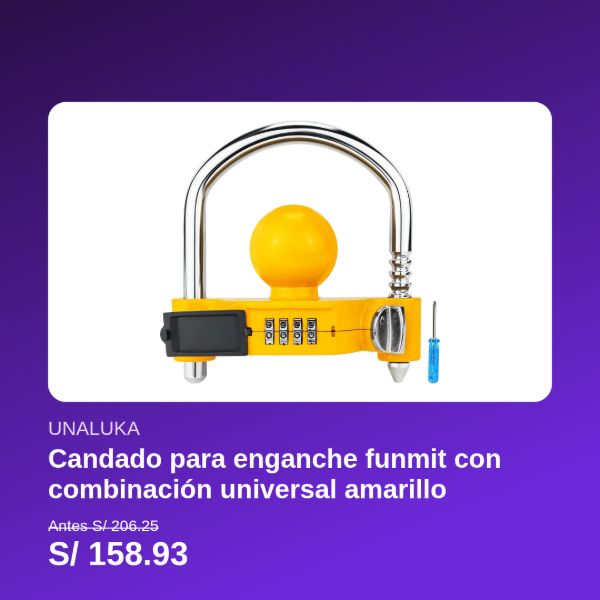 UNALUKA
Candado para enganche funmit con
combinación universal amarillo
Antes S/ 206.25
S/ 158.93